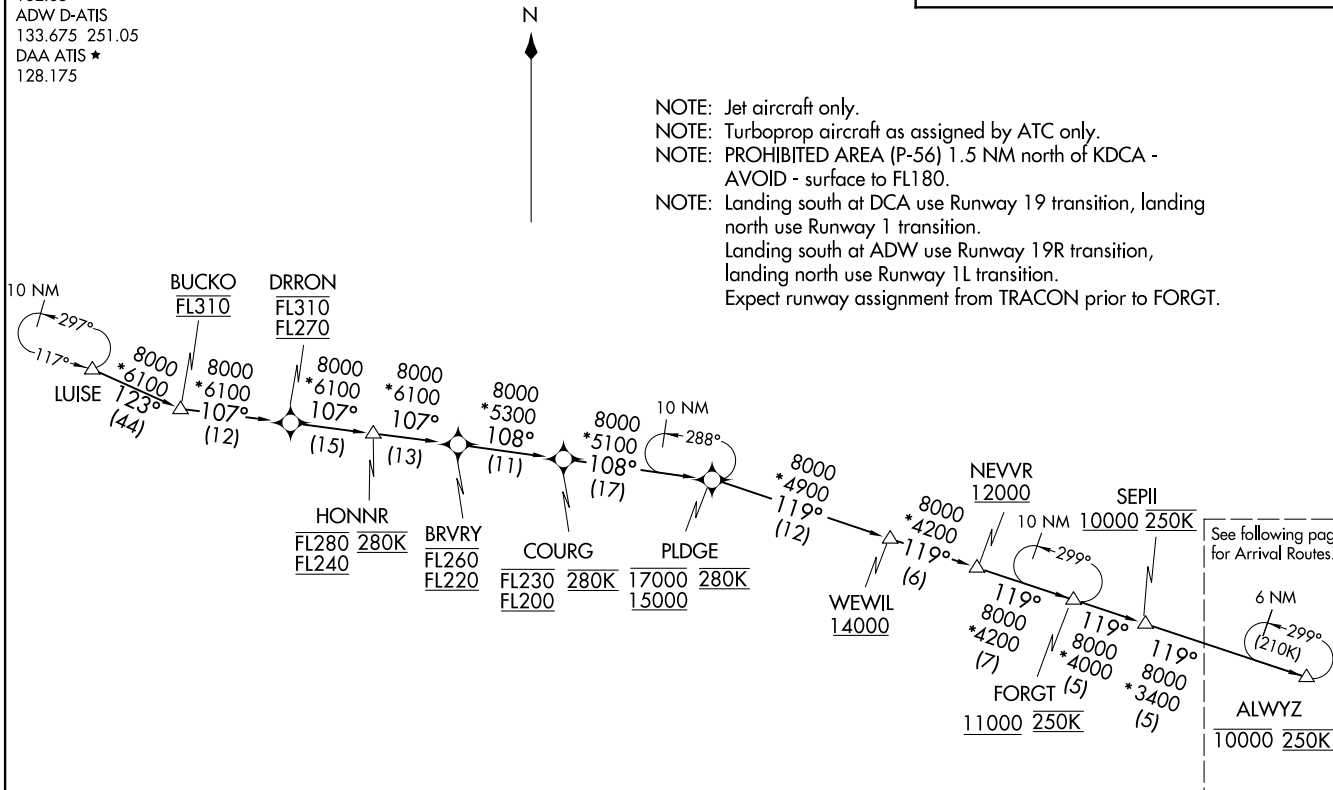 ADW D-ATIS
133.675 251.05
DAA ATIS ★
128.175
N
NOTE: Jet aircraft only.
NOTE: Turboprop aircraft as assigned by ATC only.
NOTE: PROHIBITED AREA (P-56) 1.5 NM north of KDCA -
AVOID - surface to FL180.
NOTE: Landing south at DCA use Runway 19 transition, landing
north use Runway 1 transition.
Landing south at ADW use Runway 19R transition,
landing north use Runway 1L transition.
Expect runway assignment from TRACON prior to FORGT.
10 NM
297°
117°
LUISE
8000
*6100
123°
(44)
BUCKO
FL310
8000
*6100
107°
(12)
DRRON
FL310
FL270
8000
*6100
107°
(15)
HONNR
FL280 280K
FL240
8000
*6100
107°
(13)
BRVRY
FL260
FL220
8000
*5300
108°
(11)
COURG
FL230 280K
FL200
8000
*5100
108°
(17)
10 NM
288°
PLDGE
17000 280K
15000
8000
*4900
119°
(12)
WEWIL
14000
8000
*4200
119°
(6)
NEVVR
12000
119°
8000
*4200
(7)
10 NM
299°
FORGT
11000 250K
119°
8000
*4000
(5)
SEPII
10000 250K
119°
8000
*3400
(5)
See following pag
for Arrival Routes.
6 NM
299°
(210K)
ALWYZ
10000 250K